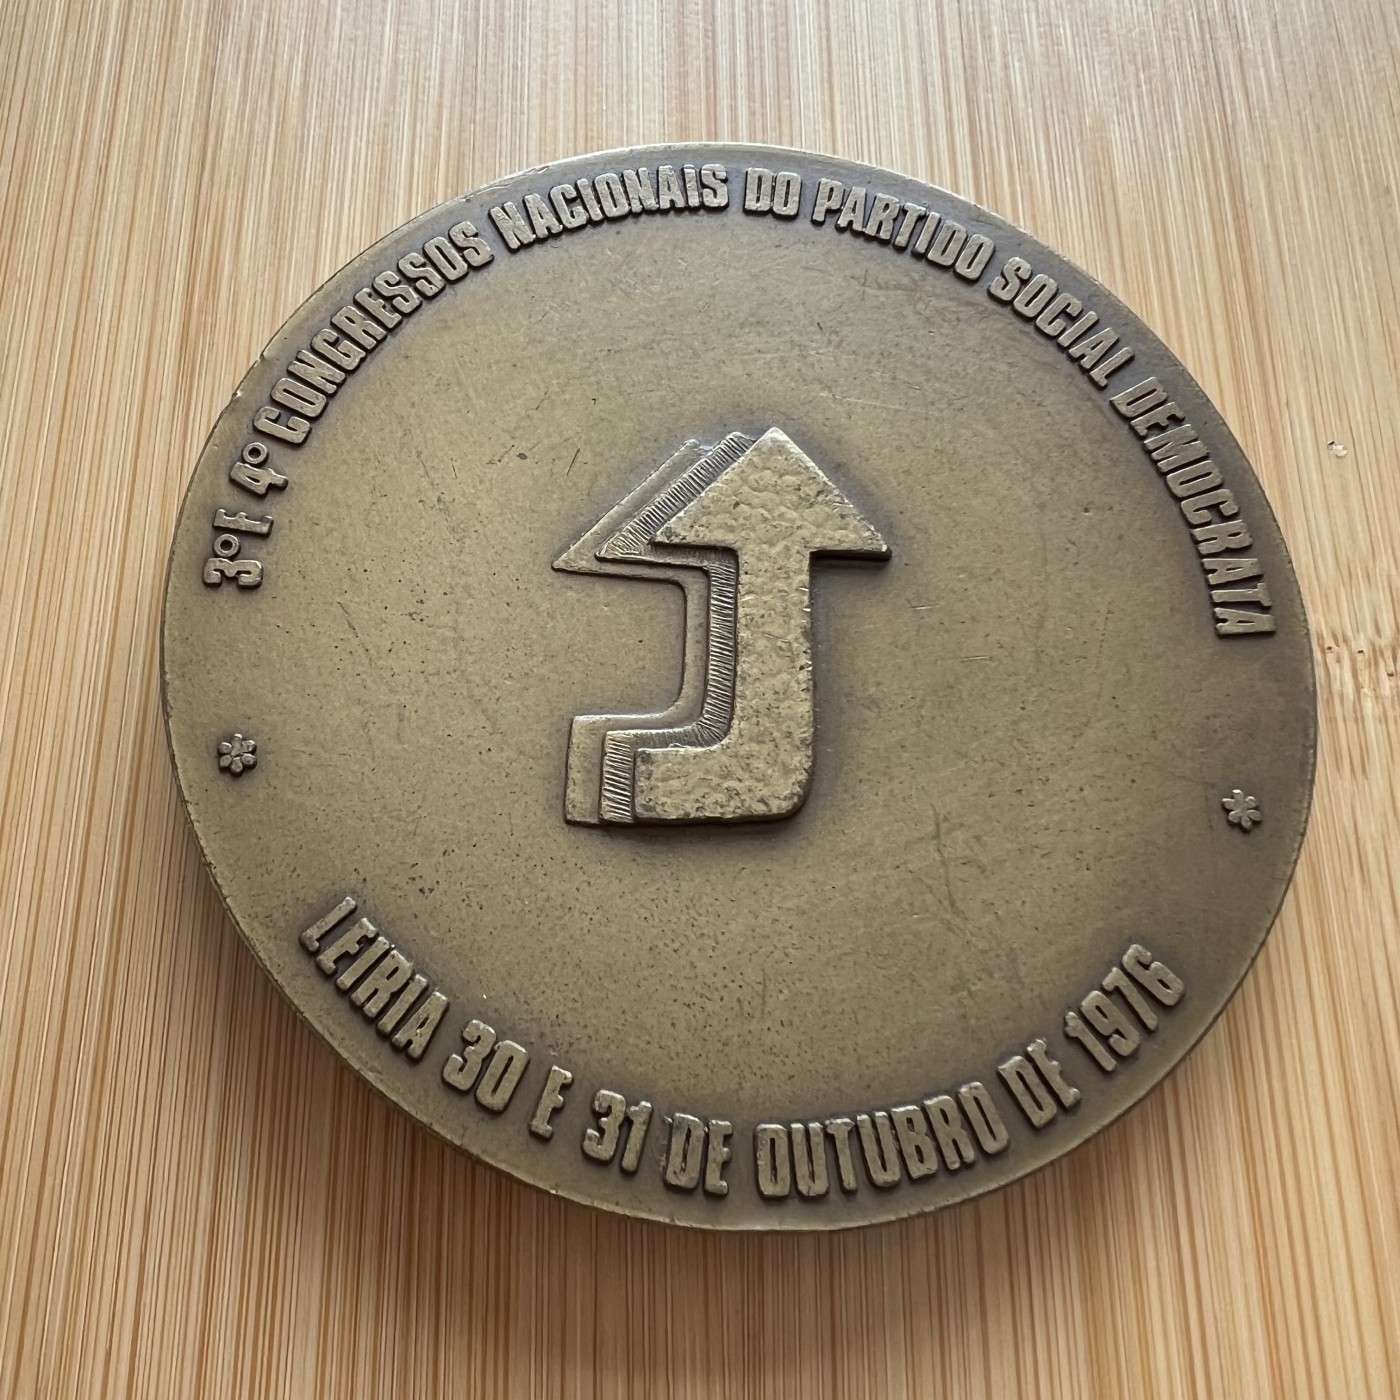 3º E 4º CONGRESSOS NACIONAIS DO PARTIDO SOCIAL DEMOCRATA
LEIRIA 30 E 31 DE OUTUBRO DE 1976